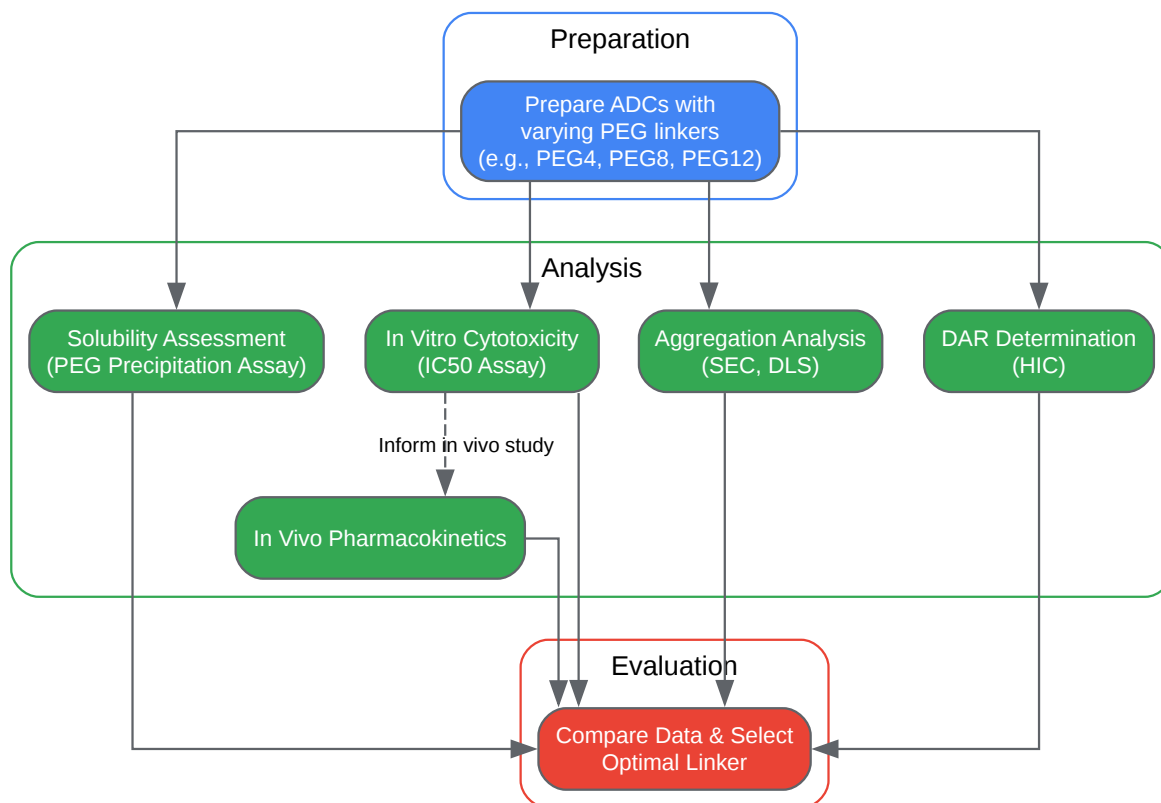 Preparation
Prepare ADCs with
varying PEG linkers
(e.g., PEG4, PEG8, PEG12)
Analysis
Solubility Assessment
(PEG Precipitation Assay)
In Vitro Cytotoxicity
(IC50 Assay)
Aggregation Analysis
(SEC, DLS)
DAR Determination
(HIC)
Inform in vivo study
In Vivo Pharmacokinetics
Evaluation
Compare Data & Select
Optimal Linker